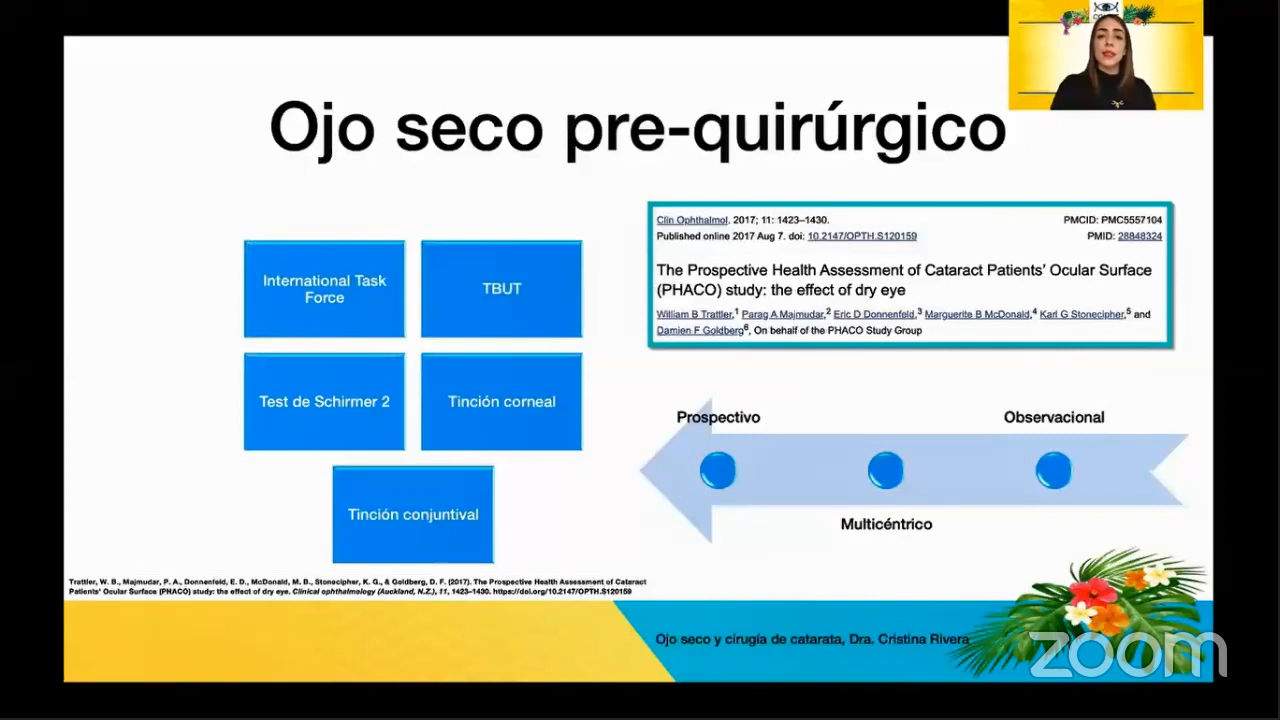 Ojo seco pre-quirúrgico
International Task
Force
TBUT
Test de Schirmer 2
Tinción corneal
Tinción conjuntival
Clin Ophthalmol. 2017; 11: 1423–1430.
PMCID: PMC5557104
Published online 2017 Aug 7. doi: 10.2147/OPTH.S120159
PMID: 28848324
The Prospective Health Assessment of Cataract Patients’ Ocular Surface
(PHACO) study: the effect of dry eye
William B Trattler,1 Parag A Majmudar,2 Eric D Donnenfeld,3 Marguerite B McDonald,4 Karl G Stonecipher,5 and
Damien F Goldberg6, On behalf of the PHACO Study Group
Prospectivo
Observacional
Multicéntrico
Trattler, W. B., Majmudar, P. A., Donnenfeld, E. D., McDonald, M. B., Stonecipher, K. G., & Goldberg, D. F. (2017). The Prospective Health Assessment of Cataract
Patients' Ocular Surface (PHACO) study: the effect of dry eye. Clinical ophthalmology (Auckland, N.Z.), 11, 1423–1430. https://doi.org/10.2147/OPTH.S120159
Ojo seco y cirugía de catarata, Dra. Cristina Rivera
zoom